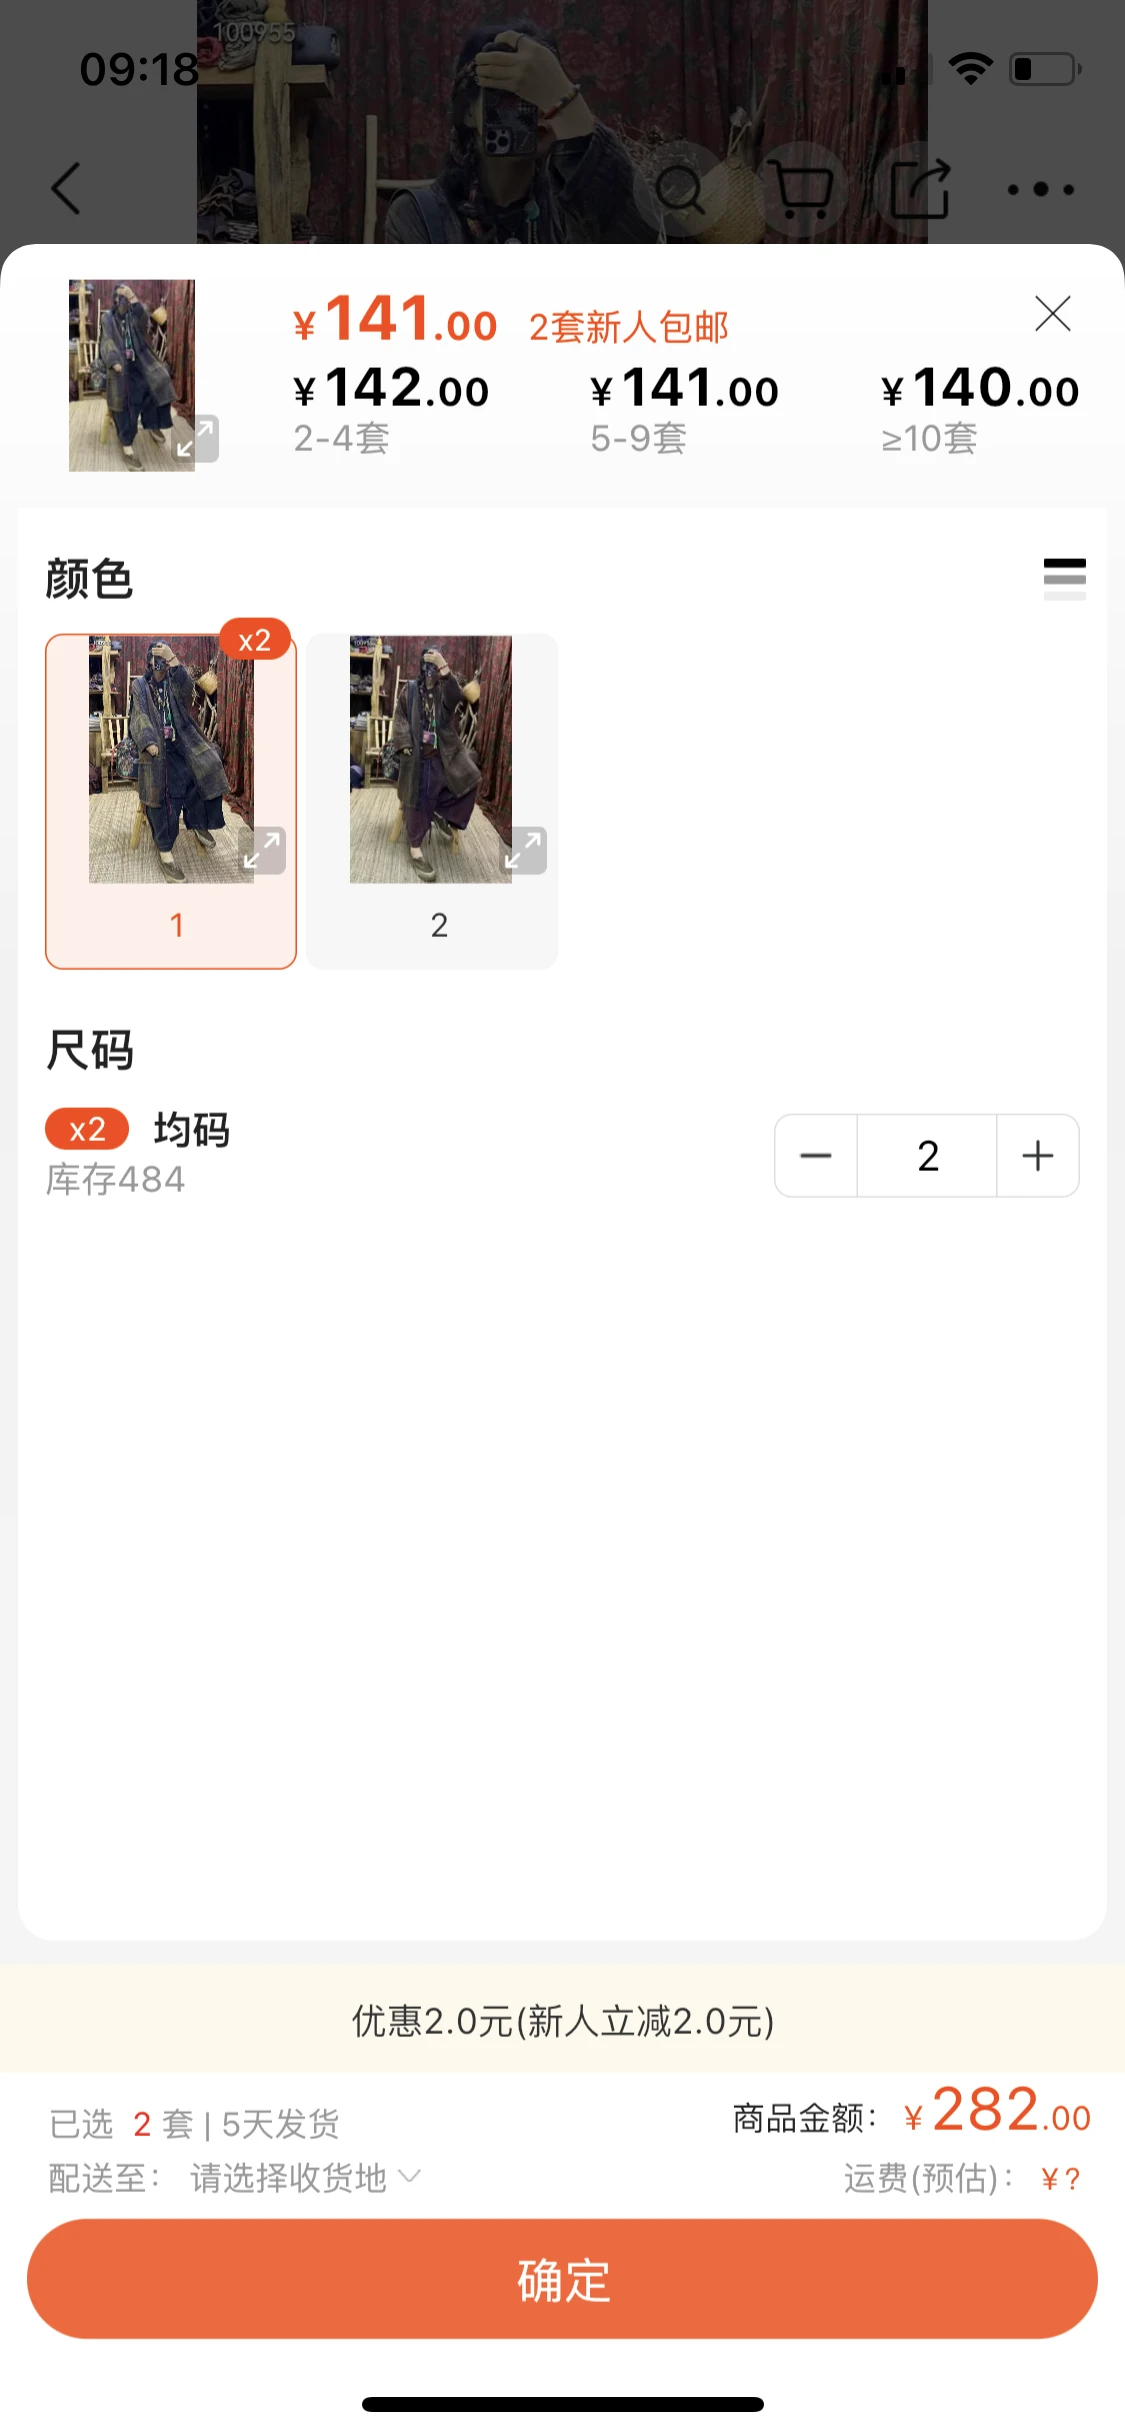 100955
09:18
¥141.00 2套新人包邮
¥142.00 ¥141.00 ¥140.00
2-4套 5-9套 ≥10套
颜色
x2
1 2
尺码
x2 均码
库存484
2
优惠2.0元(新人立减2.0元)
已选 2 套 | 5天发货 商品金额： ¥282.00
配送至： 请选择收货地 运费(预估)： ¥?
确定